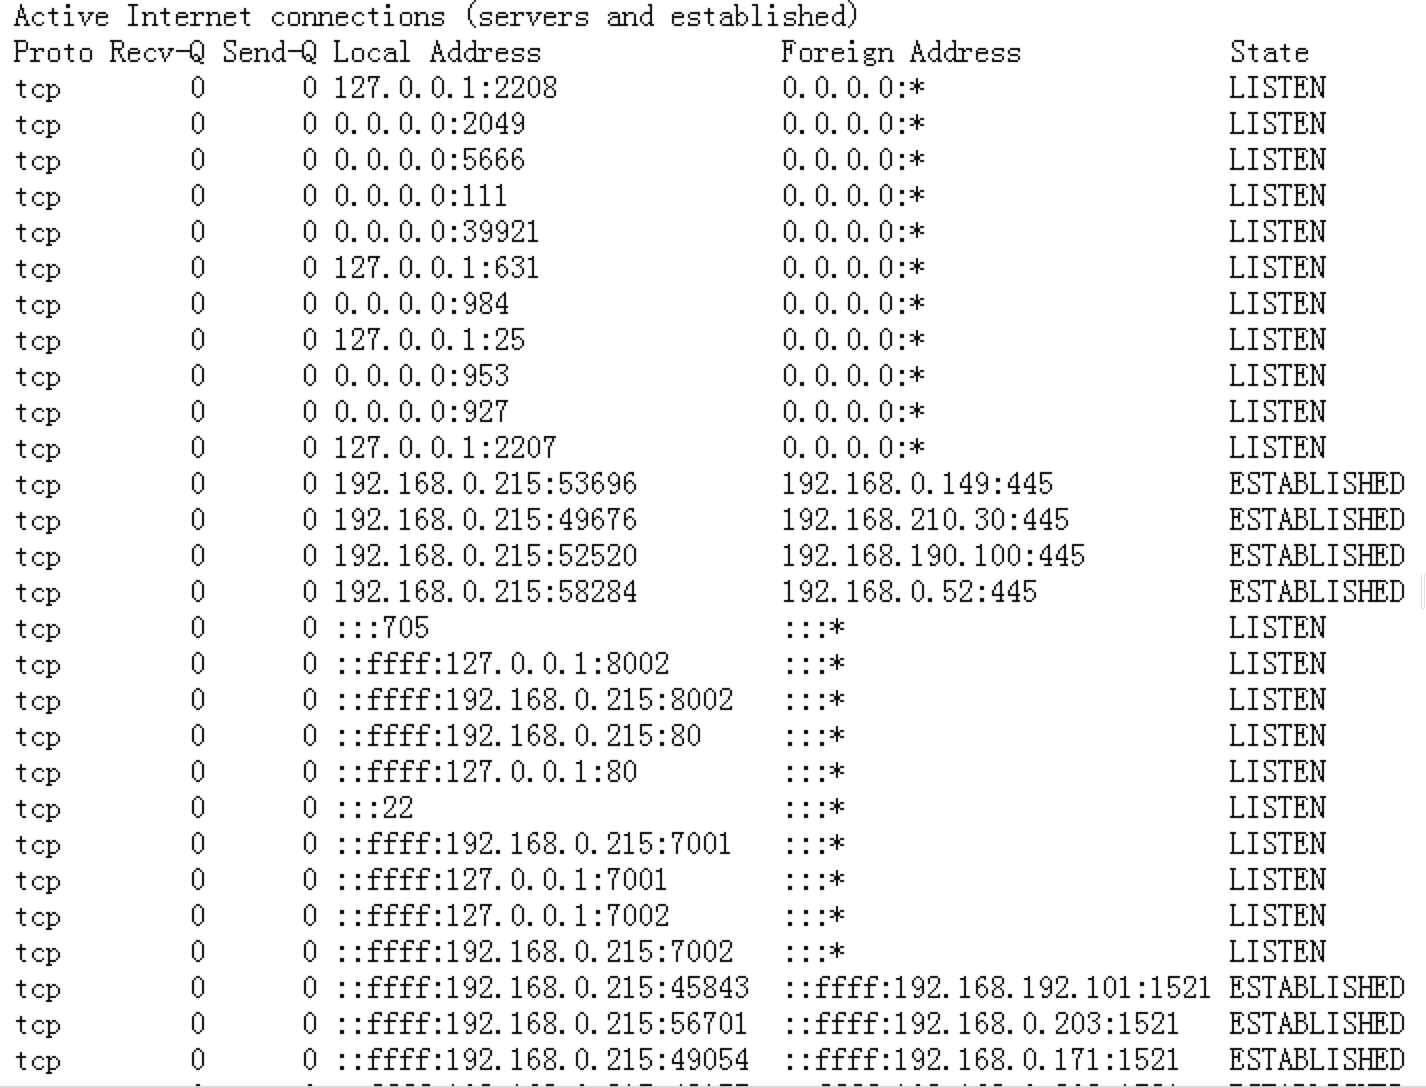 Active Internet connections (servers and established)
Proto Recv-Q Send-Q Local Address Foreign Address State
tcp 0 0 127.0.0.1:2208 0.0.0.0:* LISTEN
tcp 0 0 0.0.0.0:2049 0.0.0.0:* LISTEN
tcp 0 0 0.0.0.0:5666 0.0.0.0:* LISTEN
tcp 0 0 0.0.0.0:111 0.0.0.0:* LISTEN
tcp 0 0 0.0.0.0:39921 0.0.0.0:* LISTEN
tcp 0 0 127.0.0.1:631 0.0.0.0:* LISTEN
tcp 0 0 0.0.0.0:984 0.0.0.0:* LISTEN
tcp 0 0 127.0.0.1:25 0.0.0.0:* LISTEN
tcp 0 0 0.0.0.0:953 0.0.0.0:* LISTEN
tcp 0 0 0.0.0.0:927 0.0.0.0:* LISTEN
tcp 0 0 127.0.0.1:2207 0.0.0.0:* LISTEN
tcp 0 0 192.168.0.215:53696 192.168.0.149:445 ESTABLISHED
tcp 0 0 192.168.0.215:49676 192.168.210.30:445 ESTABLISHED
tcp 0 0 192.168.0.215:52520 192.168.190.100:445 ESTABLISHED
tcp 0 0 192.168.0.215:58284 192.168.0.52:445 ESTABLISHED
tcp 0 0 :::705 :::* LISTEN
tcp 0 0 ::ffff:127.0.0.1:8002 :::* LISTEN
tcp 0 0 ::ffff:192.168.0.215:8002 :::* LISTEN
tcp 0 0 ::ffff:192.168.0.215:80 :::* LISTEN
tcp 0 0 ::ffff:127.0.0.1:80 :::* LISTEN
tcp 0 0 :::22 :::* LISTEN
tcp 0 0 ::ffff:192.168.0.215:7001 :::* LISTEN
tcp 0 0 ::ffff:127.0.0.1:7001 :::* LISTEN
tcp 0 0 ::ffff:127.0.0.1:7002 :::* LISTEN
tcp 0 0 ::ffff:192.168.0.215:7002 :::* LISTEN
tcp 0 0 ::ffff:192.168.0.215:45843 ::ffff:192.168.192.101:1521 ESTABLISHED
tcp 0 0 ::ffff:192.168.0.215:56701 ::ffff:192.168.0.203:1521 ESTABLISHED
tcp 0 0 ::ffff:192.168.0.215:49054 ::ffff:192.168.0.171:1521 ESTABLISHED